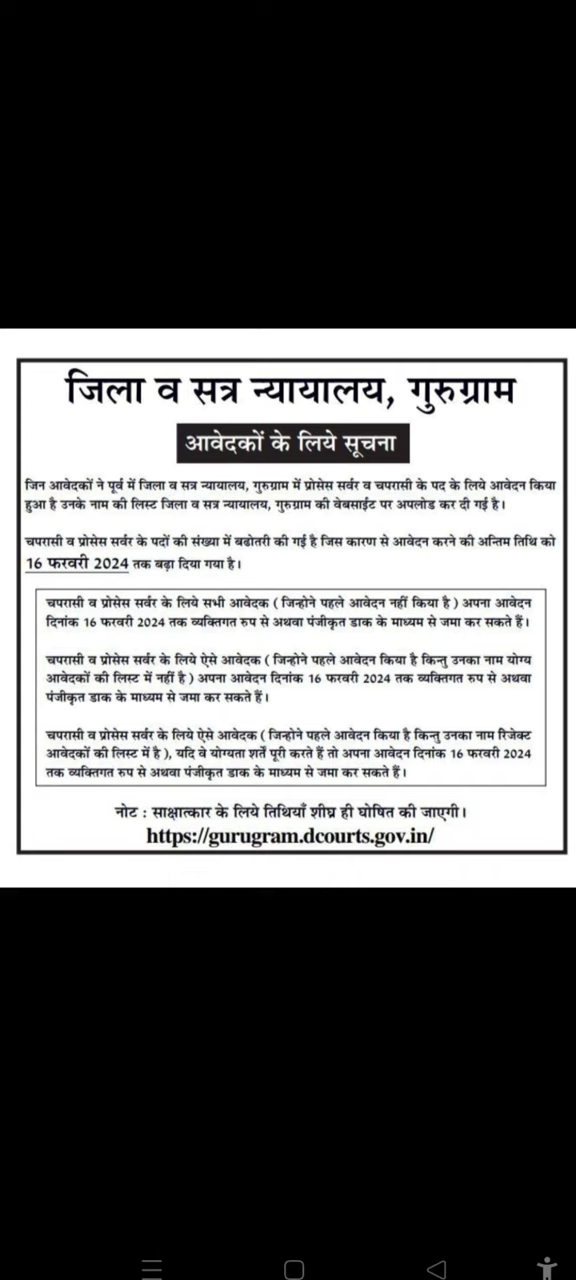 जिला व सत्र न्यायालय, गुरुग्राम
आवेदकों के लिये सूचना
जिन आवेदकों ने पूर्व में जिला व सत्र न्यायालय, गुरुग्राम में प्रोसेस सर्वर व चपरासी के पद के लिये आवेदन किया
हुआ है उनके नाम की लिस्ट जिला व सत्र न्यायालय, गुरुग्राम की वेबसाईट पर अपलोड कर दी गई है।
चपरासी व प्रोसेस सर्वर के पदों की संख्या में बढोतरी की गई है जिस कारण से आवेदन करने की अन्तिम तिथि को
16 फरवरी 2024 तक बढ़ा दिया गया है।
चपरासी व प्रोसेस सर्वर के लिये सभी आवेदक ( जिन्होने पहले आवेदन नहीं किया है ) अपना आवेदन
दिनांक 16 फरवरी 2024 तक व्यक्तिगत रुप से अथवा पंजीकृत डाक के माध्यम से जमा कर सकते हैं।
चपरासी व प्रोसेस सर्वर के लिये ऐसे आवेदक ( जिन्होने पहले आवेदन किया है किन्तु उनका नाम योग्य
आवेदकों की लिस्ट में नहीं है ) अपना आवेदन दिनांक 16 फरवरी 2024 तक व्यक्तिगत रुप से अथवा
पंजीकृत डाक के माध्यम से जमा कर सकते हैं।
चपरासी व प्रोसेस सर्वर के लिये ऐसे आवेदक ( जिन्होने पहले आवेदन किया है किन्तु उनका नाम रिजेक्ट
आवेदकों की लिस्ट में है ), यदि वे योग्यता शर्तें पूरी करते हैं तो अपना आवेदन दिनांक 16 फरवरी 2024
तक व्यक्तिगत रुप से अथवा पंजीकृत डाक के माध्यम से जमा कर सकते हैं।
नोट : साक्षात्कार के लिये तिथियाँ शीघ्र ही घोषित की जाएगी।
https://gurugram.dcourts.gov.in/